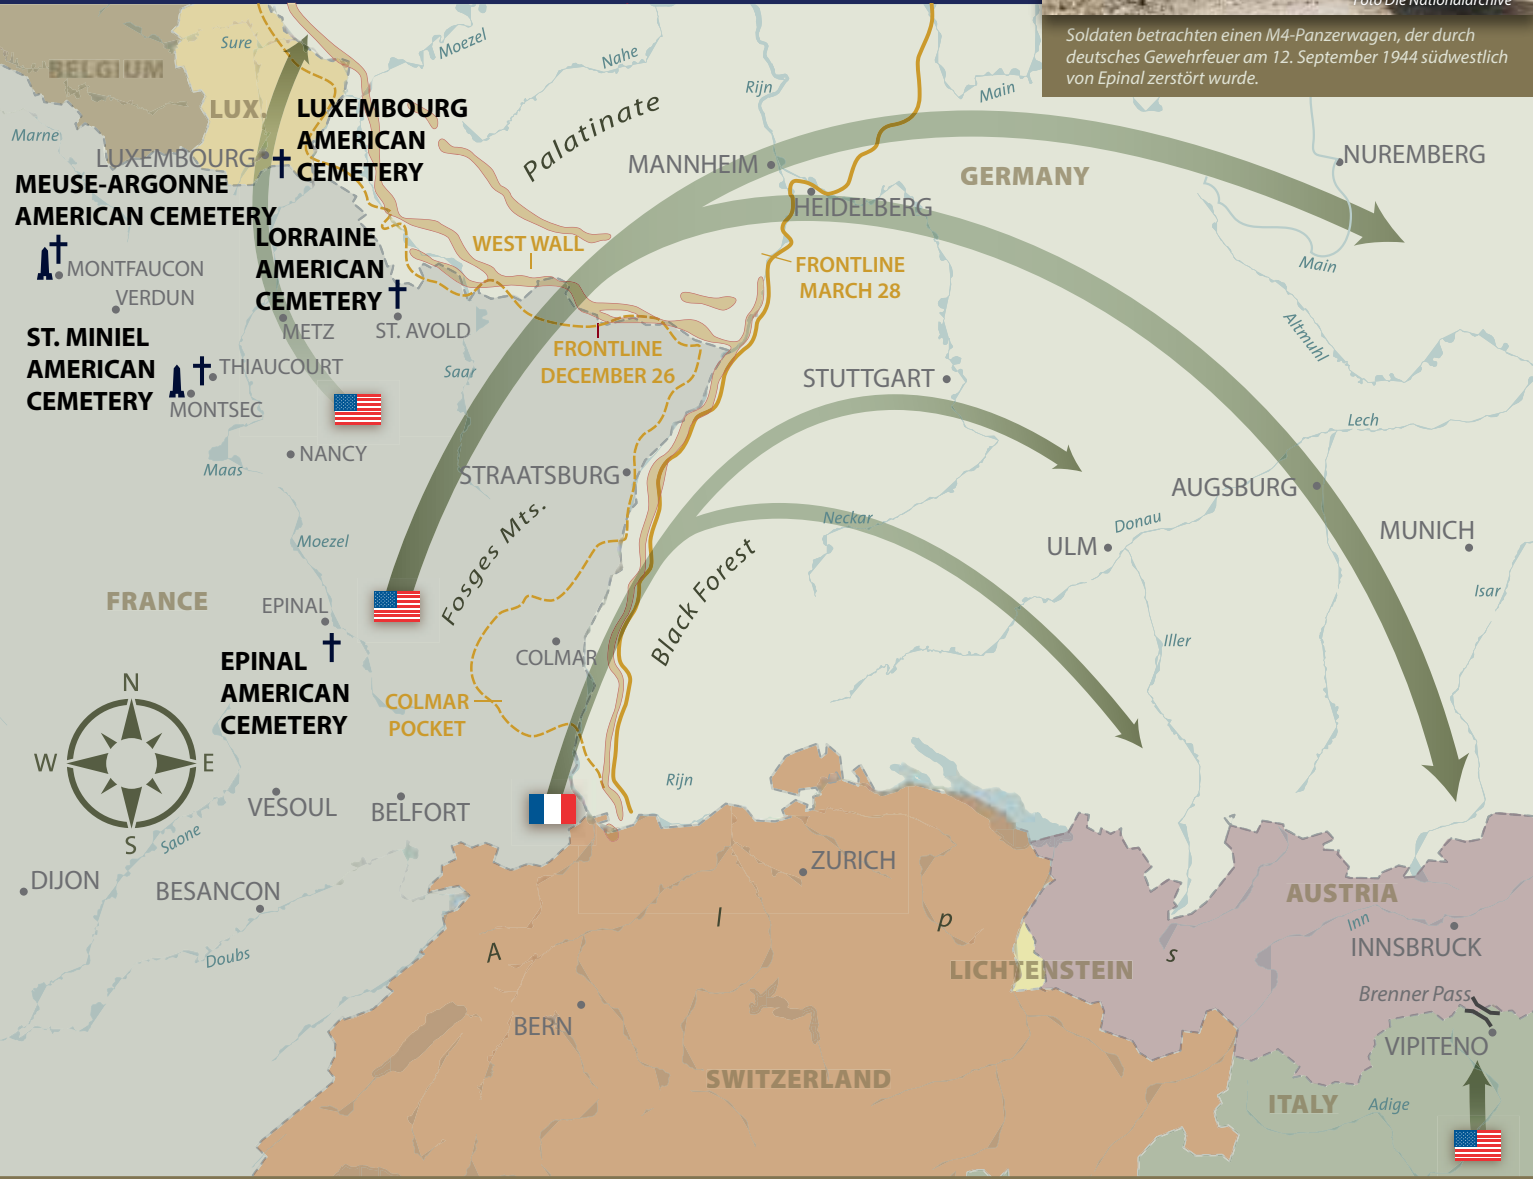 Foto Die Nationalarchive
Soldaten betrachten einen M4-Panzerwagen, der durch
deutsches Gewehrfeuer am 12. September 1944 südwestlich
von Epinal zerstört wurde.
Sure
Moezel
Nahe
Rijn
Main
BELGIUM
LUX.
Palatinate
Marne
LUXEMBOURG
LUXEMBOURG
AMERICAN
CEMETERY
MANNHEIM
NUREMBERG
GERMANY
MEUSE-ARGONNE
AMERICAN CEMETERY
HEIDELBERG
LORRAINE
AMERICAN
CEMETERY
WEST WALL
MONTFAUCON
VERDUN
FRONTLINE
MARCH 28
Main
METZ
ST. AVOLD
Altmuhl
ST. MINIEL
AMERICAN
CEMETERY
FRONTLINE
DECEMBER 26
THIAUCOURT
MONTSEC
Saar
STUTTGART
Lech
NANCY
Maas
STRAATSBURG
AUGSBURG
Neckar
Donau
MUNICH
Moezel
Fosges Mts.
ULM
Black Forest
Isar
FRANCE
EPINAL
Iller
COLMAR
EPINAL
AMERICAN
CEMETERY
COLMAR
POCKET
N
W
E
S
Rijn
VESOUL
BELFORT
Saone
ZURICH
DIJON
BESANCON
AUSTRIA
A
l
p
s
Inn
INNSBRUCK
Doubs
LICHTENSTEIN
Brenner Pass
BERN
VIPITENO
SWITZERLAND
ITALY
Adige